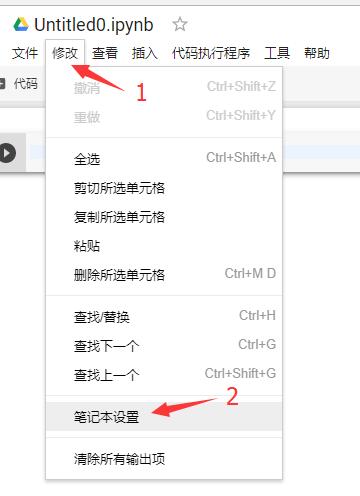 Untitled0.ipynb
文件 修改 查看 插入 代码执行程序 工具 帮助
代码
1
撤消 Ctrl+Shift+Z
重做 Ctrl+Shift+Y
全选 Ctrl+Shift+A
剪切所选单元格
复制所选单元格
粘贴
删除所选单元格 Ctrl+M D
查找/替换 Ctrl+H
查找下一个 Ctrl+G
查找上一个 Ctrl+Shift+G
2
笔记本设置
清除所有输出项